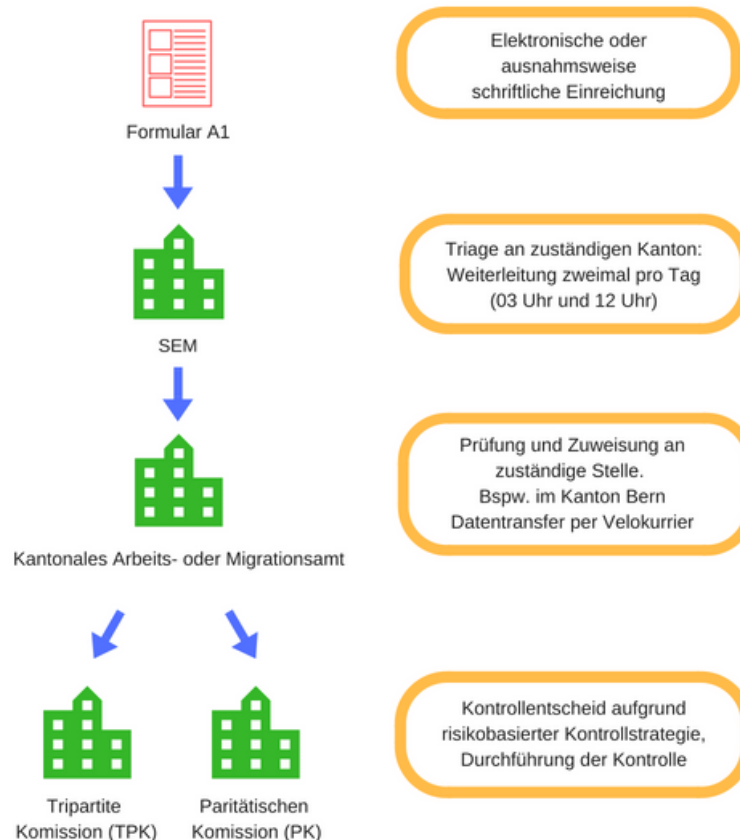 Elektronische oder
ausnahmsweise
schriftliche Einreichung
Formular A1
Triage an zuständigen Kanton:
Weiterleitung zweimal pro Tag
(03 Uhr und 12 Uhr)
SEM
Prüfung und Zuweisung an
zuständige Stelle.
Bspw. im Kanton Bern
Datentransfer per Velokurrier
Kantonales Arbeits- oder Migrationsamt
Kontrollentscheid aufgrund
risikobasierter Kontrollstrategie,
Durchführung der Kontrolle
Tripartite
Komission (TPK)
Paritätischen
Komission (PK)